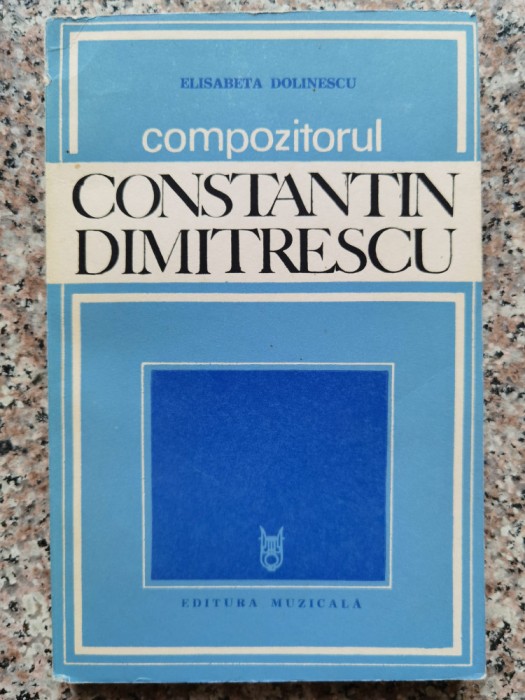 ELISABETA DOLINESCU
compozitorul
CONSTANTIN
DIMITRESCU
EDITURA MUZICALĂ